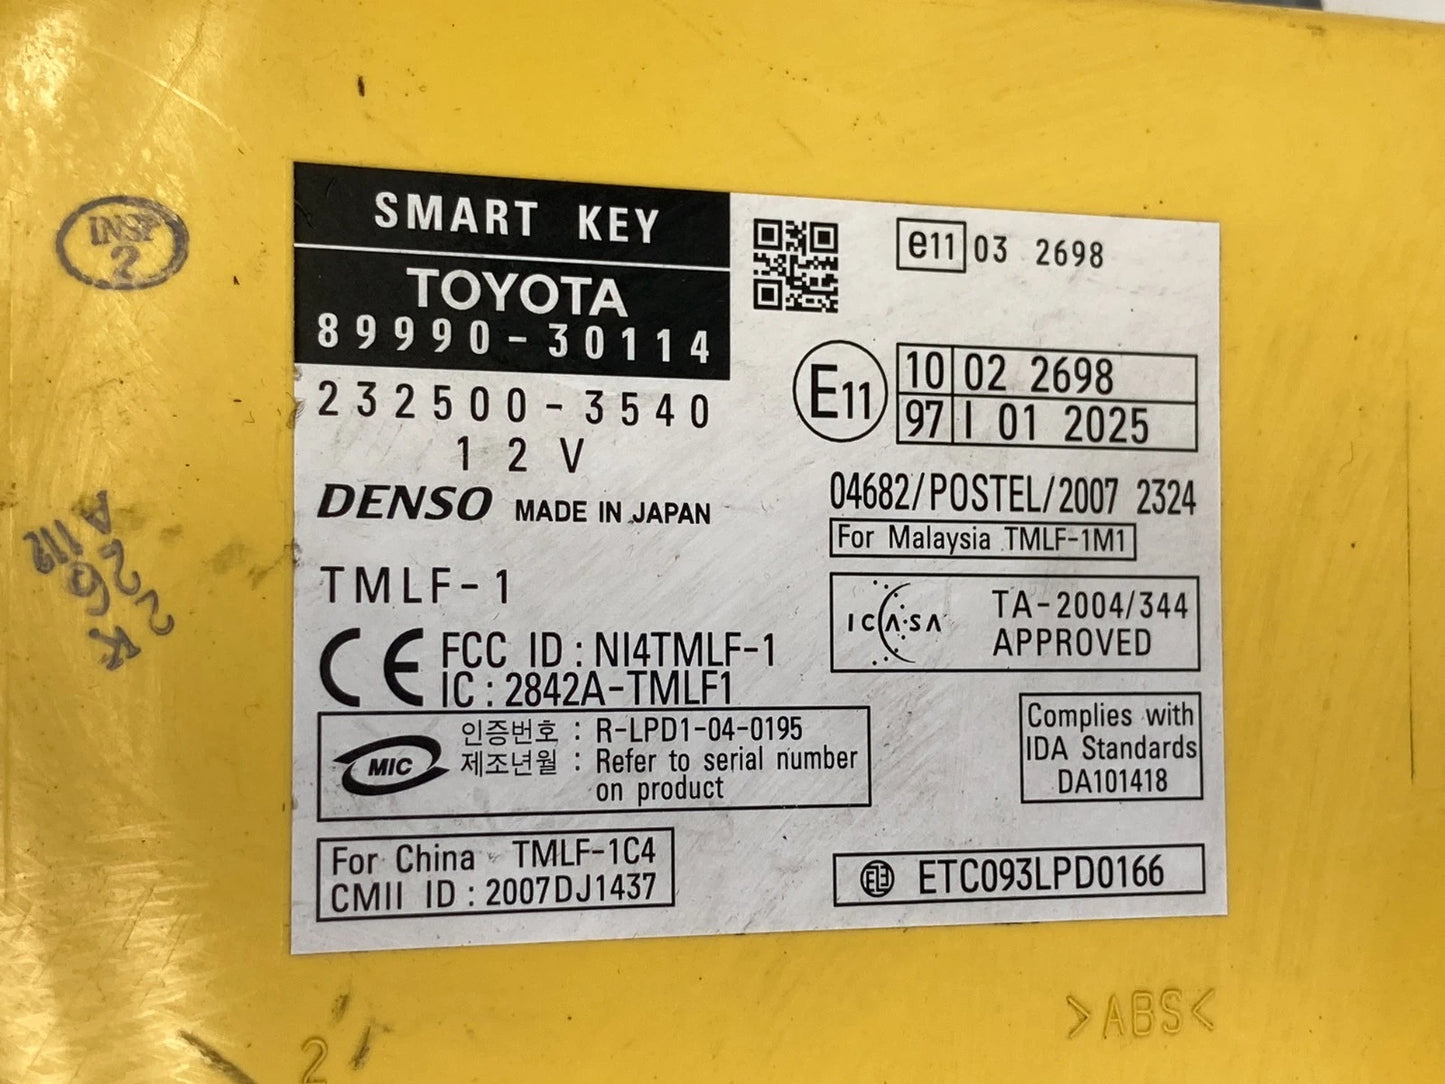 SMART KEY
TOYOTA
89990-30114
232500-3540
12V
DENSO MADE IN JAPAN
TMLF-1
CE FCC ID : NI4TMLF-1
IC : 2842A-TMLF1
MIC
인증번호 : R-LPD1-04-0195
제조년월 : Refer to serial number
on product
For China TMLF-1C4
CMII ID : 2007DJ1437
e11 03 2698
E11
10 02 2698
97 I 01 2025
04682/POSTEL/2007 2324
For Malaysia TMLF-1M1
ICASA
TA-2004/344
APPROVED
Complies with
IDA Standards
DA101418
ETC093LPD0166
INSP
2
>ABS<
2